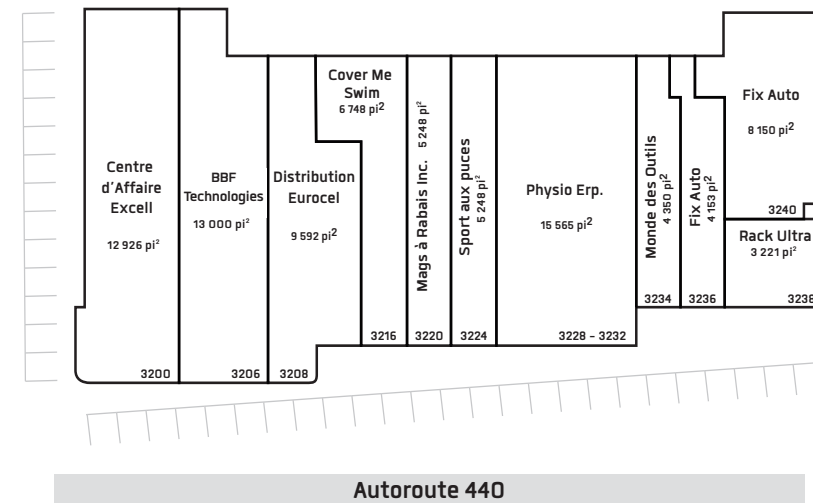 Centre
d'Affaire
Excell
12 926 pi²
3200
BBF
Technologies
13 000 pi²
3206
Distribution
Eurocel
9 592 pi²
3208
Cover Me
Swim
6 748 pi²
3216
Mags à Rabais Inc. 5 248 pi²
3220
Sport aux puces
5 248 pi²
3224
Physio Erp.
15 565 pi²
3228 - 3232
Monde des Outils
4 350 pi²
3234
Fix Auto
4 153 pi²
3236
Fix Auto
8 150 pi²
3240
Rack Ultra
3 221 pi²
3238
Autoroute 440